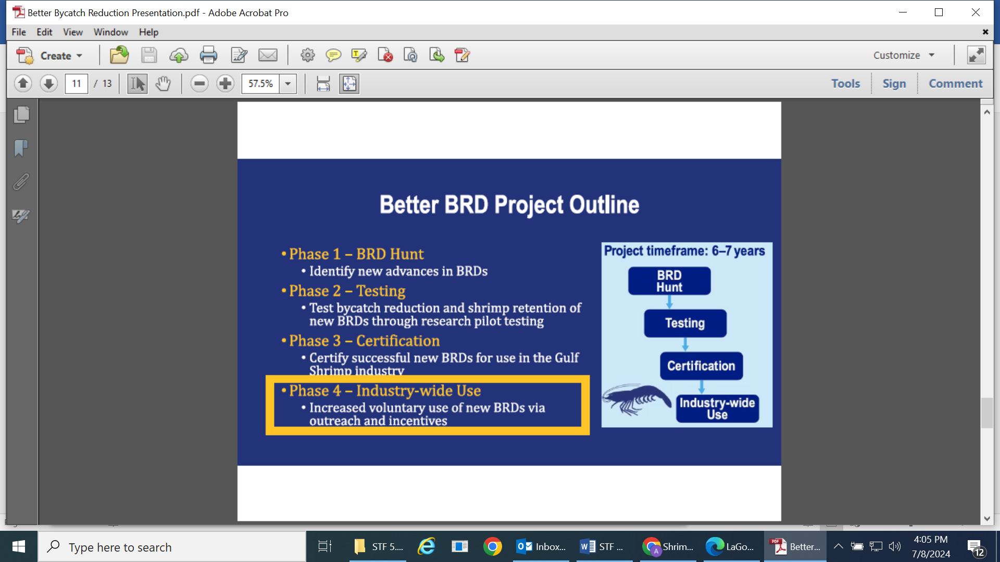 Better Bycatch Reduction Presentation.pdf - Adobe Acrobat Pro
File Edit View Window Help
Create
Customize
11 / 13
57.5%
Tools Sign Comment
Better BRD Project Outline
• Phase 1 – BRD Hunt
• Identify new advances in BRDs
• Phase 2 – Testing
• Test bycatch reduction and shrimp retention of
new BRDs through research pilot testing
• Phase 3 – Certification
• Certify successful new BRDs for use in the Gulf
Shrimp industry
• Phase 4 – Industry-wide Use
• Increased voluntary use of new BRDs via
outreach and incentives
Project timeframe: 6–7 years
BRD
Hunt
Testing
Certification
Industry-wide
Use
Type here to search
STF 5....
Inbox...
STF ...
Shrim...
LaGo...
Better...
4:05 PM
7/8/2024
12